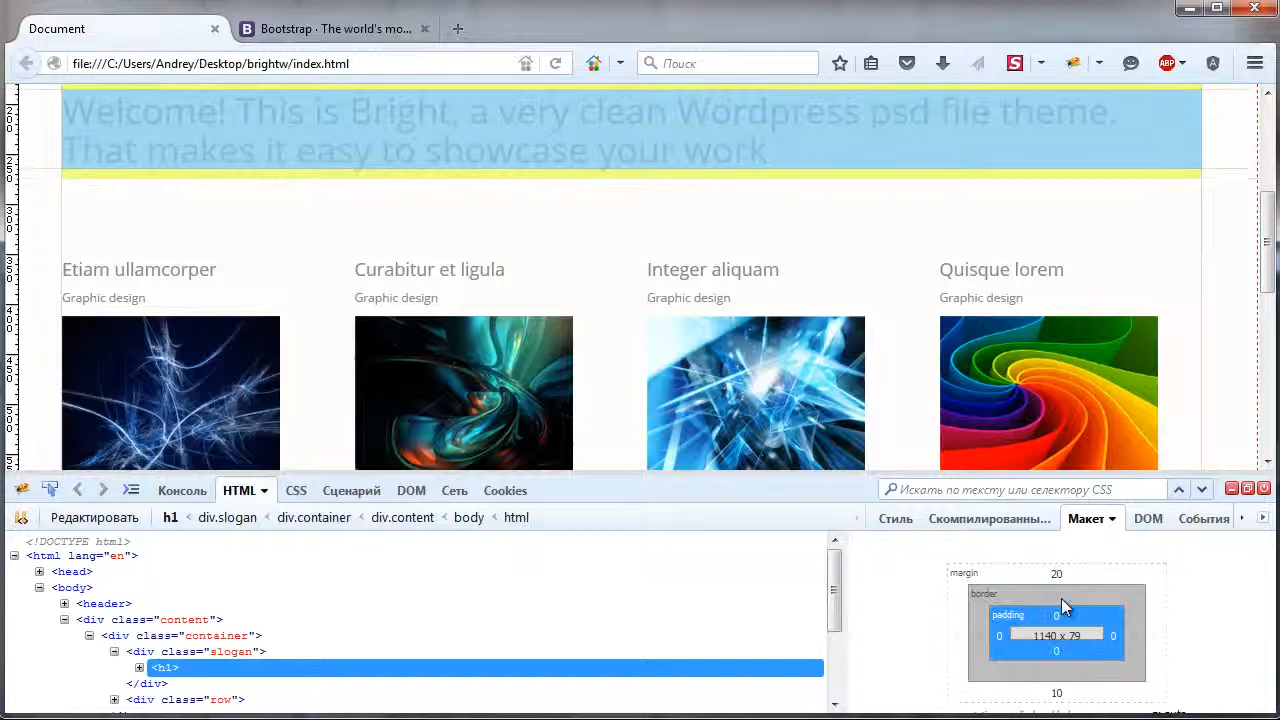 Document
B Bootstrap · The world's mo...
file:///C:/Users/Andrey/Desktop/brightw/index.html
Поиск
S
ABP
Welcome! This is Bright, a very clean Wordpress psd file theme.
That makes it easy to showcase your work
Etiam ullamcorper Curabitur et ligula Integer aliquam Quisque lorem
Graphic design Graphic design Graphic design Graphic design
Консоль HTML CSS Сценарий DOM Сеть Cookies
Искать по тексту или селектору CSS
Редактировать h1 < div.slogan < div.container < div.content < body < html
Стиль Скомпилированны... Макет DOM События
<!DOCTYPE html>
<html lang="en">
<head>
<body>
<header>
<div class="content">
<div class="container">
<div class="slogan">
<h1>
</div>
<div class="row">
margin 20
border
padding 0
0 1140 x 79 0
0
10